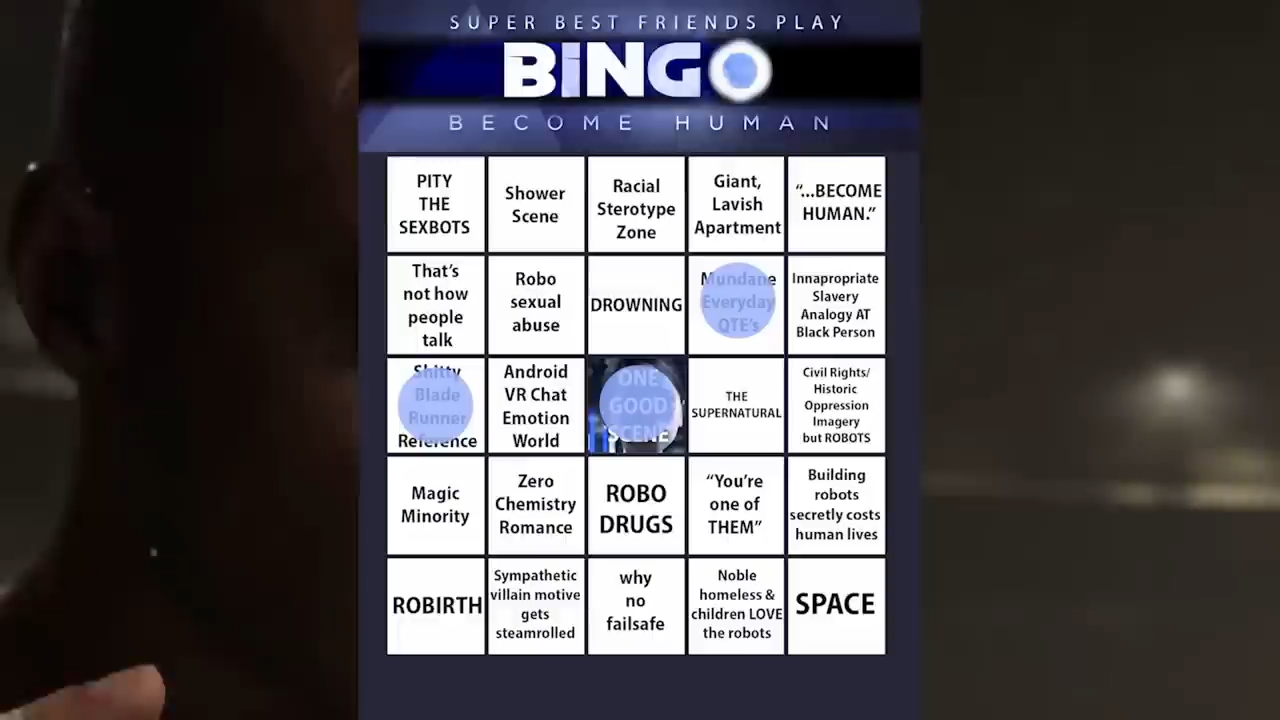 SUPER BEST FRIENDS PLAY
BINGO
BECOME HUMAN
PITY
THE
SEXBOTS
Shower
Scene
Racial
Sterotype
Zone
Giant,
Lavish
Apartment
“...BECOME
HUMAN.”
That’s
not how
people
talk
Robo
sexual
abuse
DROWNING
Mundane
Everyday
QTE’s
Innapropriate
Slavery
Analogy AT
Black Person
Shitty
Blade
Runner
Reference
Android
VR Chat
Emotion
World
ONE
GOOD
SCENE
THE
SUPERNATURAL
Civil Rights/
Historic
Oppression
Imagery
but ROBOTS
Magic
Minority
Zero
Chemistry
Romance
ROBO
DRUGS
“You’re
one of
THEM”
Building
robots
secretly costs
human lives
ROBIRTH
Sympathetic
villain motive
gets
steamrolled
why
no
failsafe
Noble
homeless &
children LOVE
the robots
SPACE